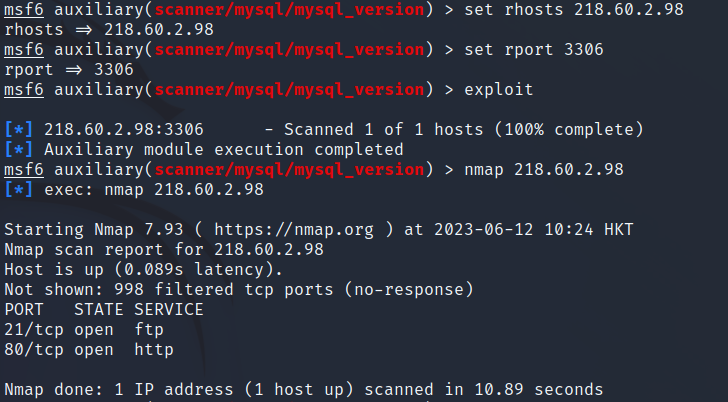 msf6 auxiliary(scanner/mysql/mysql_version) > set rhosts 218.60.2.98
rhosts => 218.60.2.98
msf6 auxiliary(scanner/mysql/mysql_version) > set rport 3306
rport => 3306
msf6 auxiliary(scanner/mysql/mysql_version) > exploit
[*] 218.60.2.98:3306      - Scanned 1 of 1 hosts (100% complete)
[*] Auxiliary module execution completed
msf6 auxiliary(scanner/mysql/mysql_version) > nmap 218.60.2.98
[*] exec: nmap 218.60.2.98
Starting Nmap 7.93 ( https://nmap.org ) at 2023-06-12 10:24 HKT
Nmap scan report for 218.60.2.98
Host is up (0.089s latency).
Not shown: 998 filtered tcp ports (no-response)
PORT   STATE SERVICE
21/tcp open  ftp
80/tcp open  http
Nmap done: 1 IP address (1 host up) scanned in 10.89 seconds